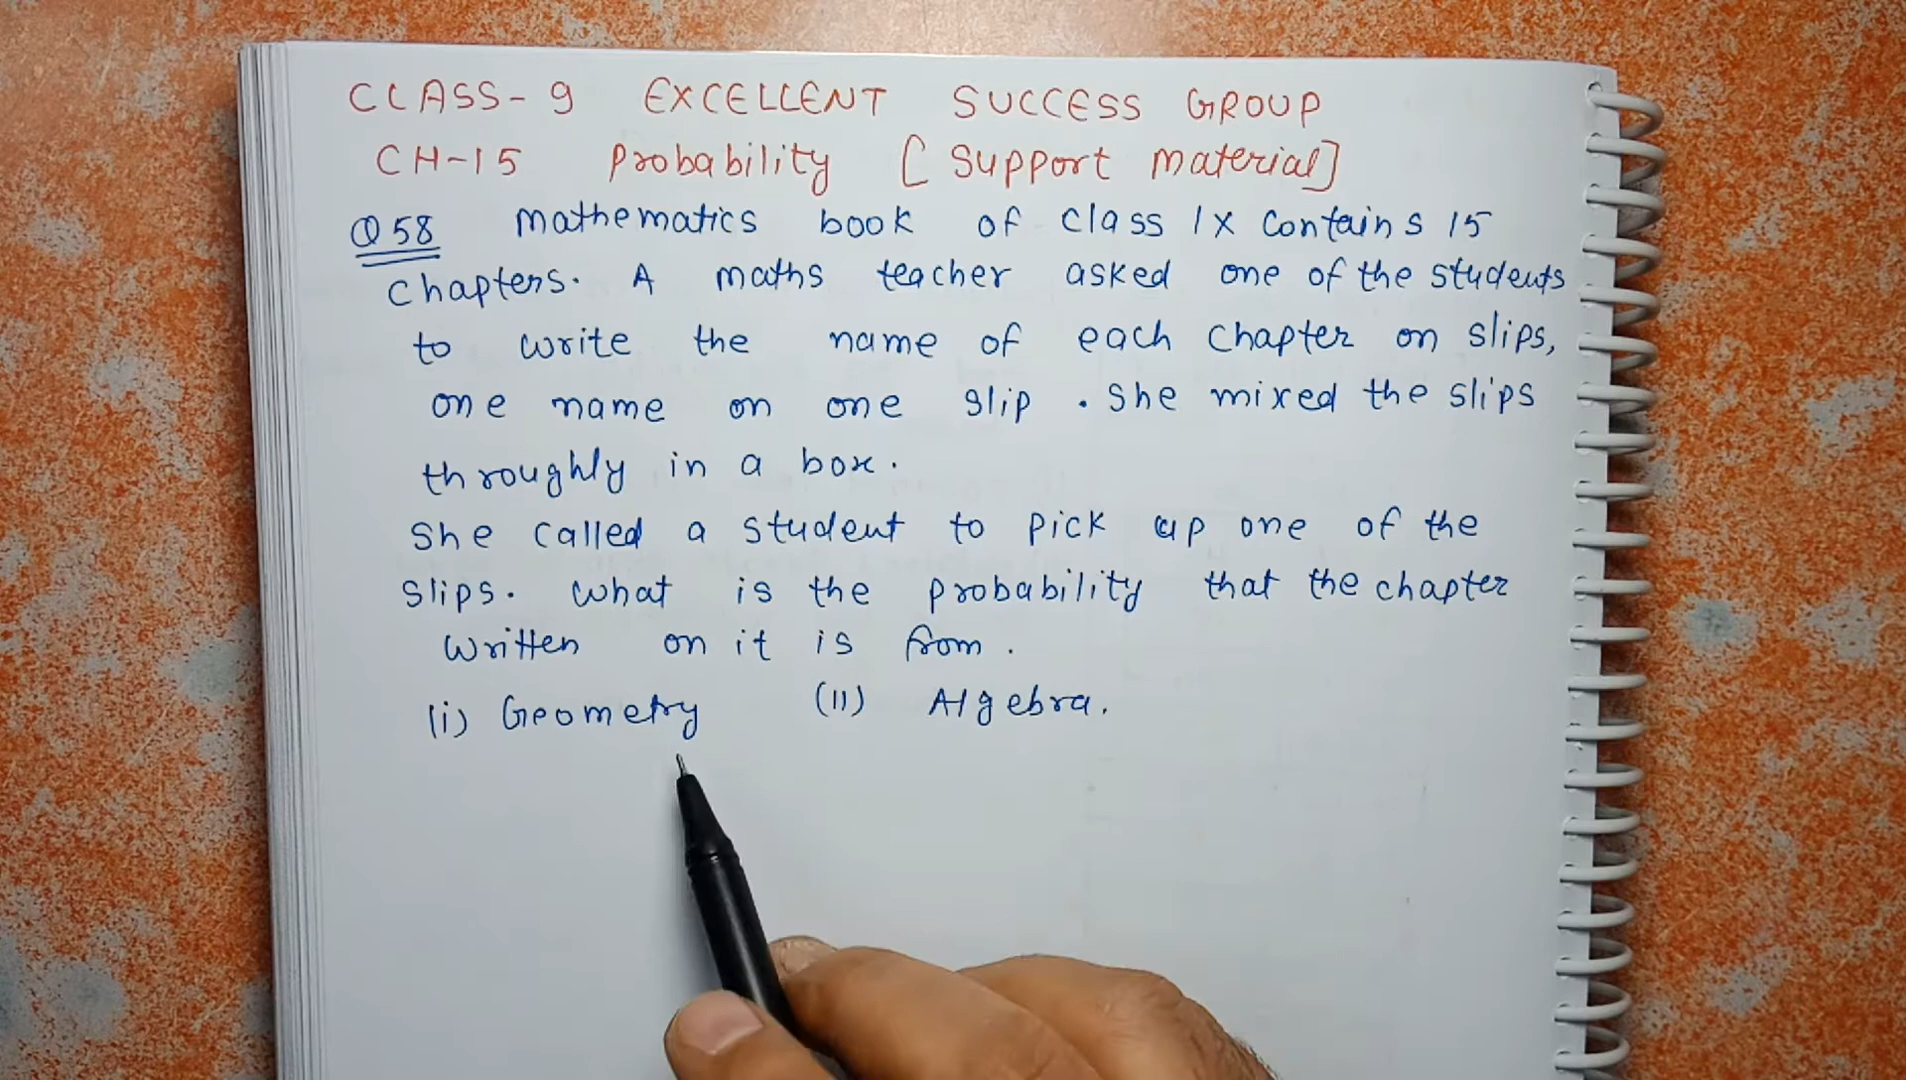 CLASS-9 EXCELLENT SUCCESS GROUP
CH-15 Probability [Support material]
Q58 Mathematics book of class IX contains 15
chapters. A maths teacher asked one of the students
to write the name of each chapter on slips,
one name on one slip. She mixed the slips
throughly in a box.
She called a student to pick up one of the
slips. What is the probability that the chapter
written on it is from.
(i) Geometry (II) Algebra.